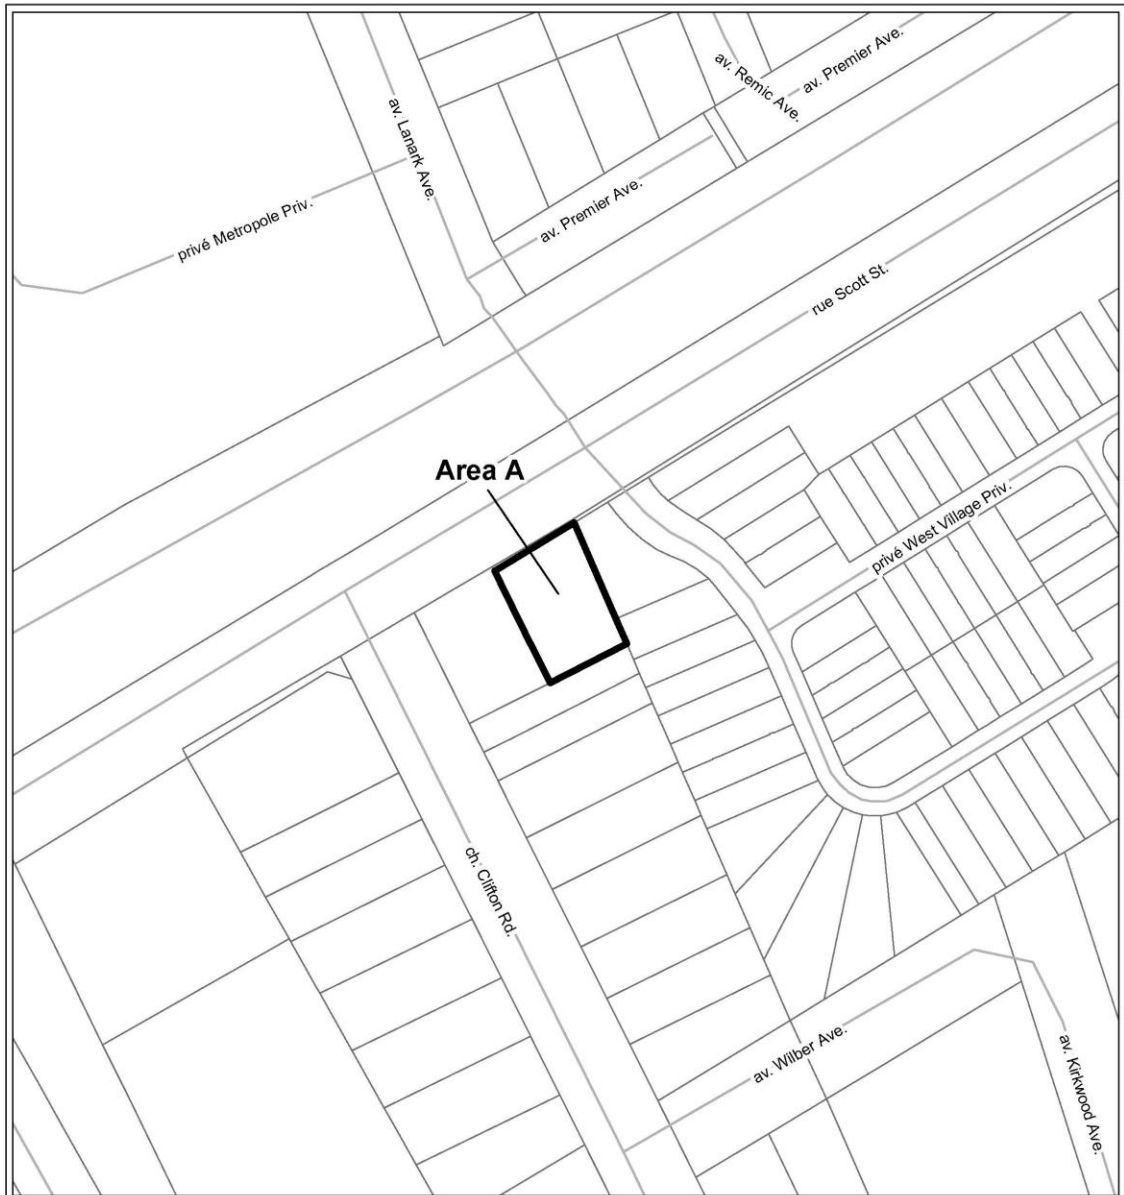 av. Remic Ave.
av. Premier Ave.
av. Lanark Ave.
privé Metropole Priv.
av. Premier Ave.
rue Scott St.
Area A
privé West Village Priv.
ch. Clifton Rd.
av. Wilber Ave.
av. Kirkwood Ave.